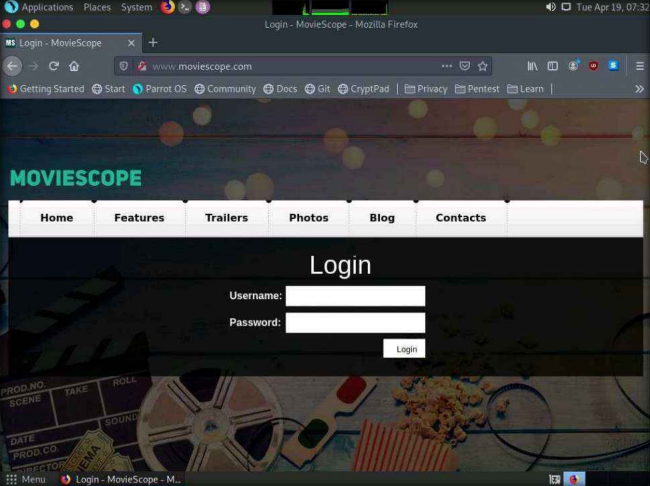 Applications Places System Tue Apr 19, 07:32
Login - MovieScope - Mozilla Firefox
MS Login - MovieScope × +
www.moviescope.com
Getting Started Start Parrot OS Community Docs Git CryptPad Privacy Pentest Learn
MOVIESCOPE
Home Features Trailers Photos Blog Contacts
Login
Username:
Password:
Login
PROD.NO.
SCENE TAKE ROLL
SOUND
DATE
PROD.CO.
DIRECTOR
CINEMA
Menu Login - MovieScope - M...